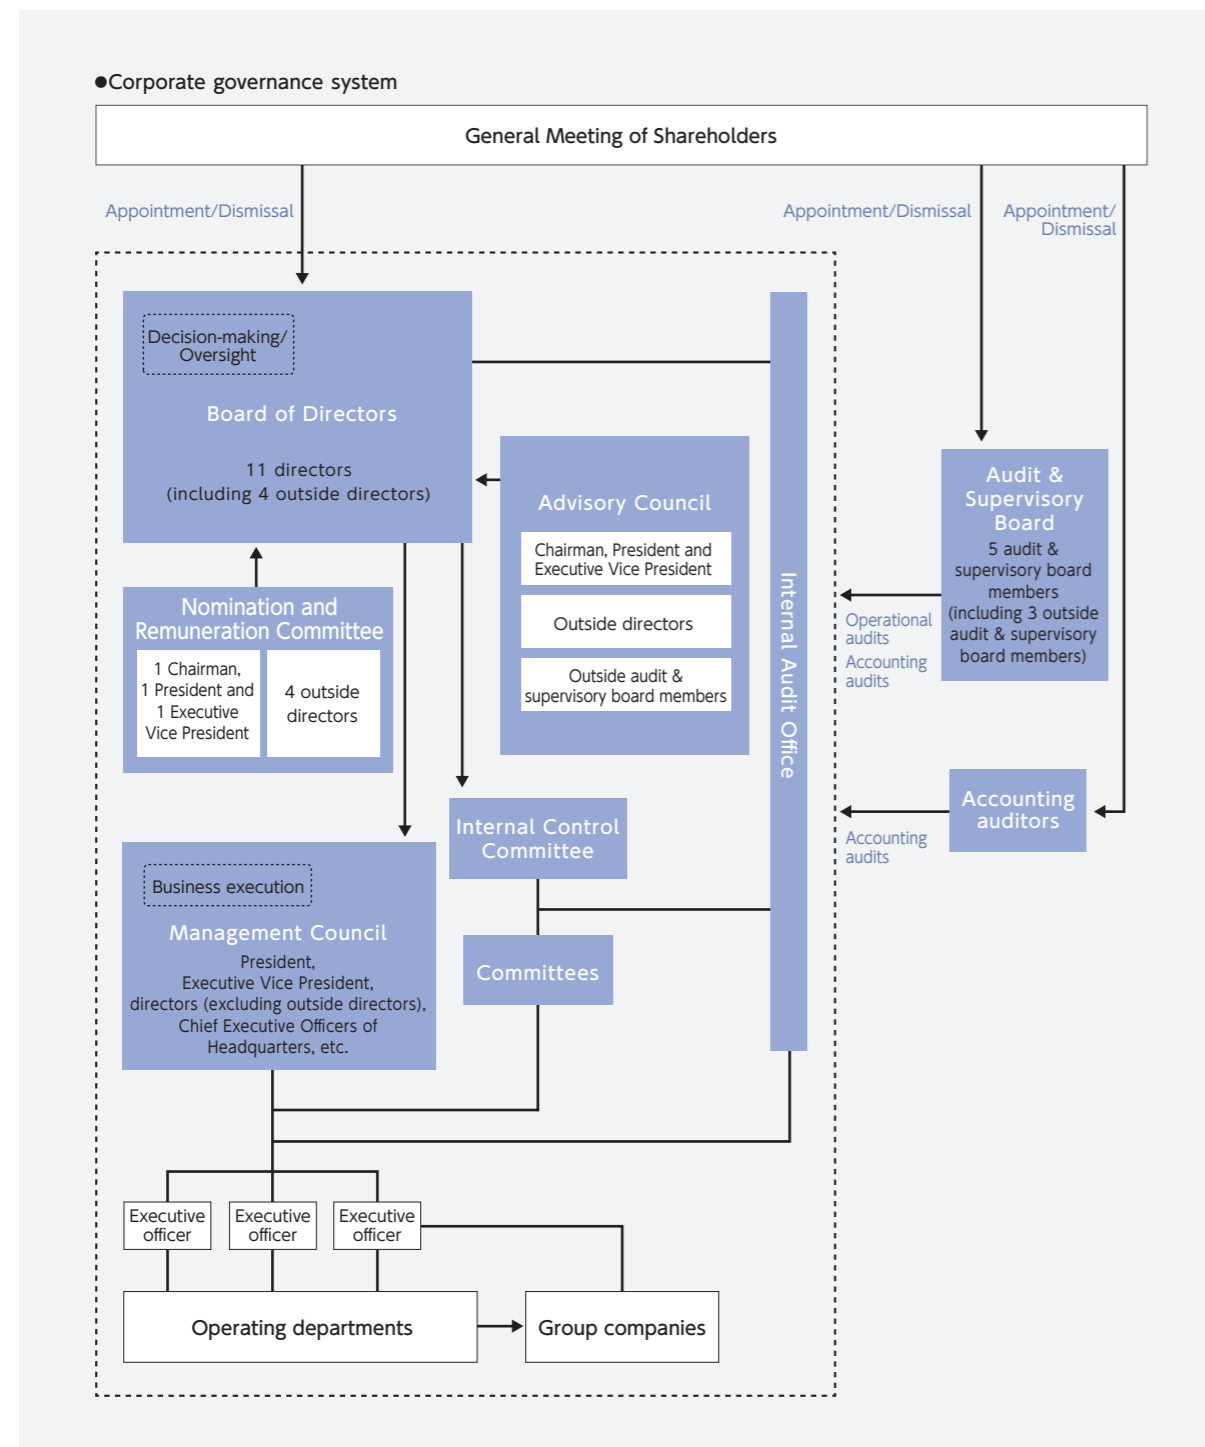 ●Corporate governance system
General Meeting of Shareholders
Appointment/Dismissal
Appointment/Dismissal
Appointment/
Dismissal
Decision-making/
Oversight
Board of Directors
11 directors
(including 4 outside directors)
Advisory Council
Chairman, President and
Executive Vice President
Outside directors
Outside audit &
supervisory board members
Internal Audit Office
Audit &
Supervisory
Board
5 audit &
supervisory board
members
(including 3 outside
audit & supervisory
board members)
Operational
audits
Accounting
audits
Nomination and
Remuneration Committee
1 Chairman,
1 President and
1 Executive
Vice President
4 outside
directors
Accounting
auditors
Accounting
audits
Internal Control
Committee
Business execution
Management Council
President,
Executive Vice President,
directors (excluding outside directors),
Chief Executive Officers of
Headquarters, etc.
Committees
Executive
officer
Executive
officer
Executive
officer
Operating departments
Group companies